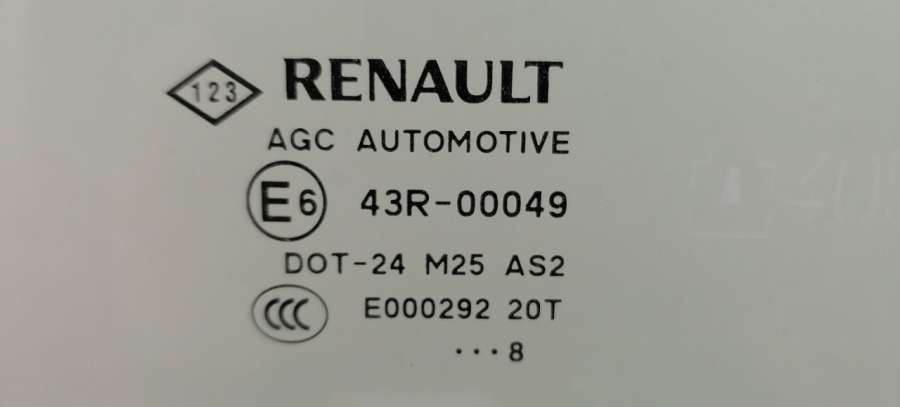 123 RENAULT
AGC AUTOMOTIVE
E6 43R-00049
DOT-24 M25 AS2
CCC E000292 20T
···8